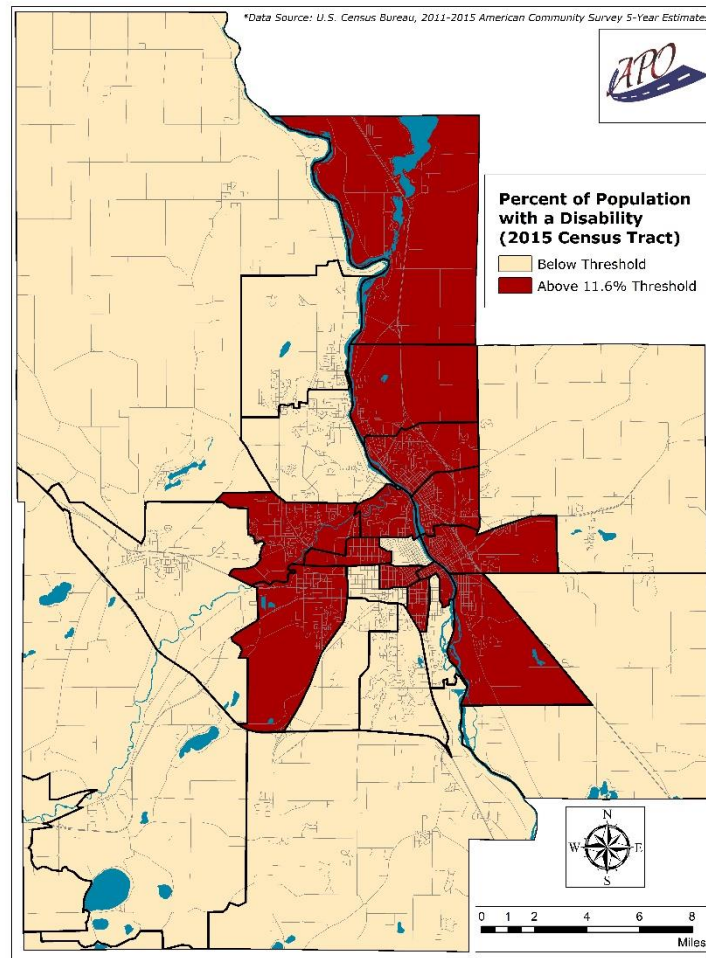 *Data Source: U.S. Census Bureau, 2011-2015 American Community Survey 5-Year Estimates
APO
Percent of Population
with a Disability
(2015 Census Tract)
Below Threshold
Above 11.6% Threshold
N
W E
S
0 1 2 4 6 8
Miles